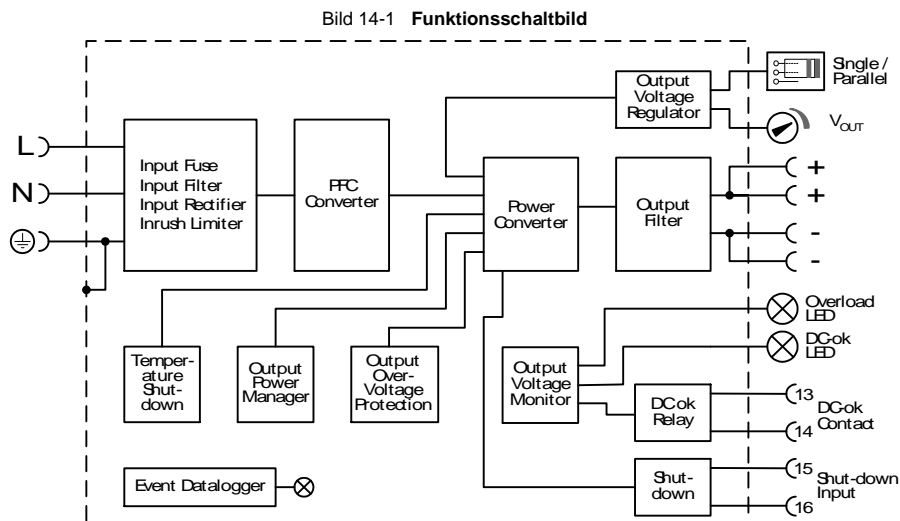 Bild 14-1 Funktionsschaltbild
Single /
Parallel
Output
Voltage
Regulator
VOUT
L
N
Input Fuse
Input Filter
Input Rectifier
Inrush Limiter
PFC
Converter
Power
Converter
Output
Filter
+
+
-
-
Overload
LED
DC-ok
LED
Temper-
ature
Shut-
down
Output
Power
Manager
Output
Over-
Voltage
Protection
Output
Voltage
Monitor
DC ok
Relay
13
14
DC-ok
Contact
Event Datalogger
Shut-
down
15
16
Shut-down
Input